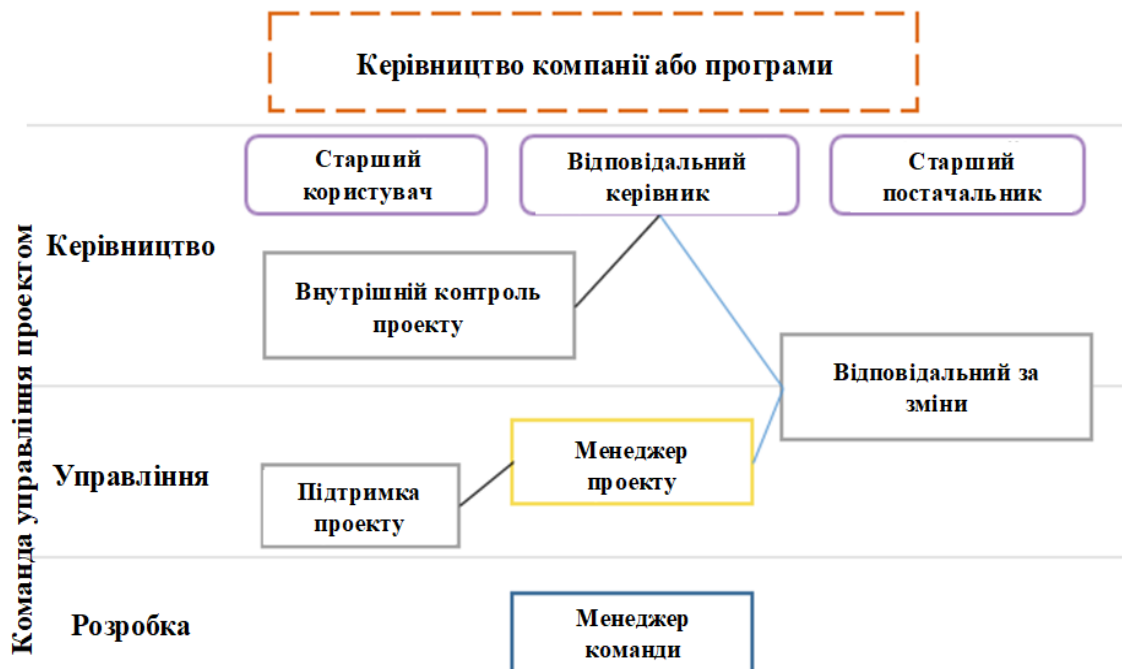 Керівництво компанії або програми
Старший
користувач
Відповідальний
керівник
Старший
постачальник
Керівництво
Внутрішній контроль
проекту
Відповідальний за
зміни
Управління
Менеджер
проекту
Підтримка
проекту
Розробка
Менеджер
команди
Команда управління проектом